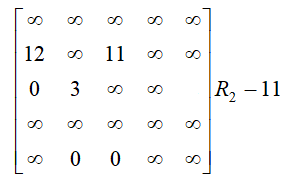 ∞ ∞ ∞ ∞ ∞
12 ∞ 11 ∞ ∞
0 3 ∞ ∞ R₂ − 11
∞ ∞ ∞ ∞ ∞
∞ 0 0 ∞ ∞